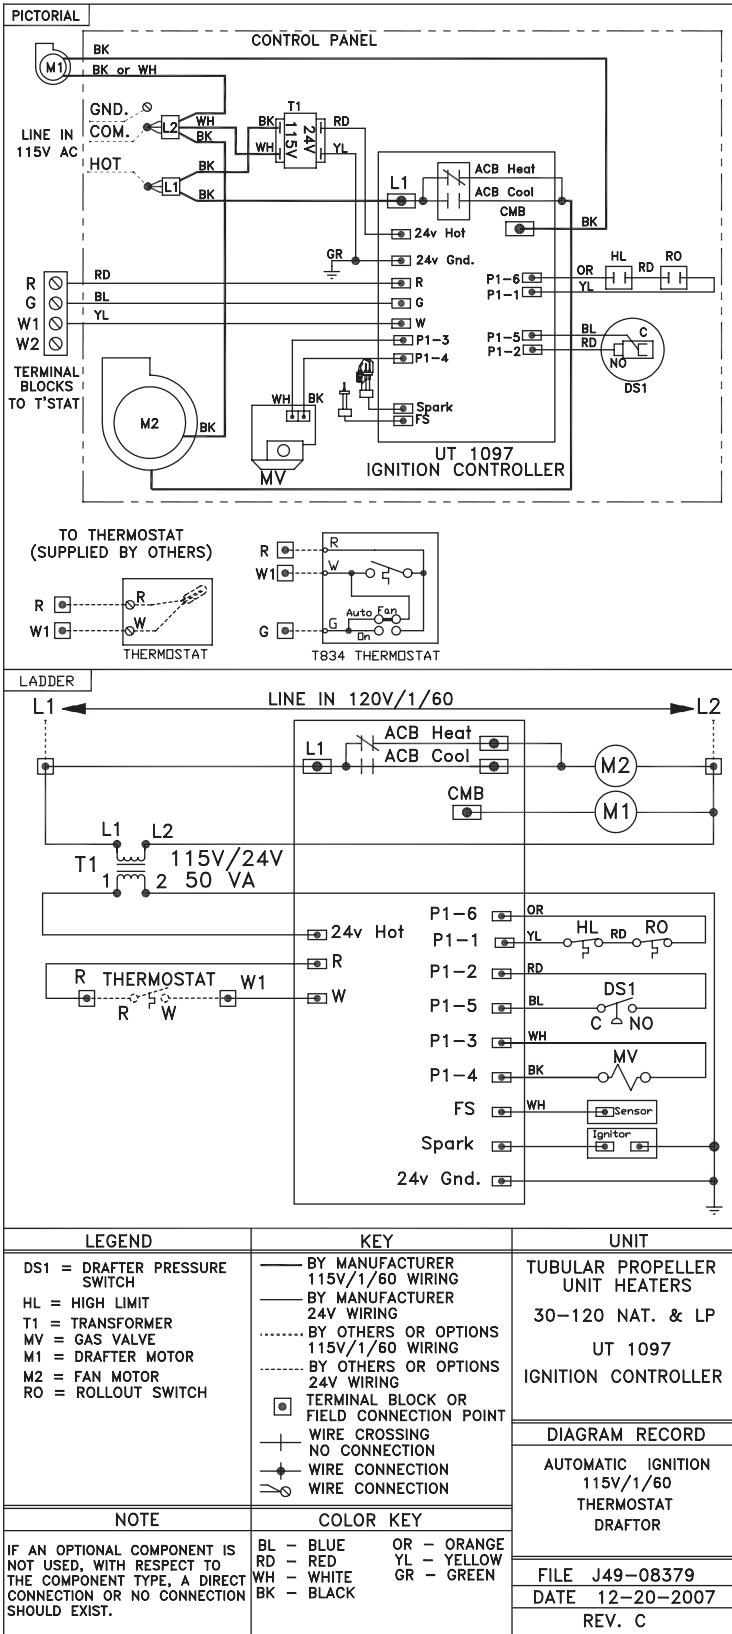 PICTORIAL
CONTROL PANEL
BK
M1
BK or WH
GND.
LINE IN
115V AC
COM.
L2
WH
BK
HOT
L1
BK
BK
T1
BK
RD
115V
24V
WH
YL
L1
ACB Heat
ACB Cool
CMB
BK
24v Hot
GR
24v Gnd.
R
RD
R
G
BL
G
W1
YL
W
W2
TERMINAL
BLOCKS
TO T'STAT
P1-3
P1-4
P1-6
P1-1
OR
HL
RD
RO
YL
P1-5
P1-2
BL
RD
C
NO
DS1
M2
BK
WH
BK
MV
Spark
FS
UT 1097
IGNITION CONTROLLER
TO THERMOSTAT
(SUPPLIED BY OTHERS)
R
R
W1
W
THERMOSTAT
R
R
W1
W
Auto
Fan
G
G
On
T834 THERMOSTAT
LADDER
L1
LINE IN 120V/1/60
L2
L1
ACB Heat
ACB Cool
M2
CMB
M1
L1
L2
T1
115V/24V
1
2
50 VA
P1-6
OR
24v Hot
P1-1
YL
HL
RD
RO
R
P1-2
RD
R
THERMOSTAT
W1
W
R
W
P1-5
BL
DS1
C
NO
P1-3
WH
P1-4
BK
MV
FS
WH
Sensor
Spark
Ignitor
24v Gnd.
LEGEND
DS1 = DRAFTER PRESSURE
SWITCH
HL = HIGH LIMIT
T1 = TRANSFORMER
MV = GAS VALVE
M1 = DRAFTER MOTOR
M2 = FAN MOTOR
RO = ROLLOUT SWITCH
KEY
BY MANUFACTURER
115V/1/60 WIRING
BY MANUFACTURER
24V WIRING
BY OTHERS OR OPTIONS
115V/1/60 WIRING
BY OTHERS OR OPTIONS
24V WIRING
TERMINAL BLOCK OR
FIELD CONNECTION POINT
WIRE CROSSING
NO CONNECTION
WIRE CONNECTION
WIRE CONNECTION
UNIT
TUBULAR PROPELLER
UNIT HEATERS
30-120 NAT. & LP
UT 1097
IGNITION CONTROLLER
DIAGRAM RECORD
AUTOMATIC IGNITION
115V/1/60
THERMOSTAT
DRAFTOR
NOTE
IF AN OPTIONAL COMPONENT IS
NOT USED, WITH RESPECT TO
THE COMPONENT TYPE, A DIRECT
CONNECTION OR NO CONNECTION
SHOULD EXIST.
COLOR KEY
BL - BLUE
OR - ORANGE
RD - RED
YL - YELLOW
WH - WHITE
GR - GREEN
BK - BLACK
FILE J49-08379
DATE 12-20-2007
REV. C